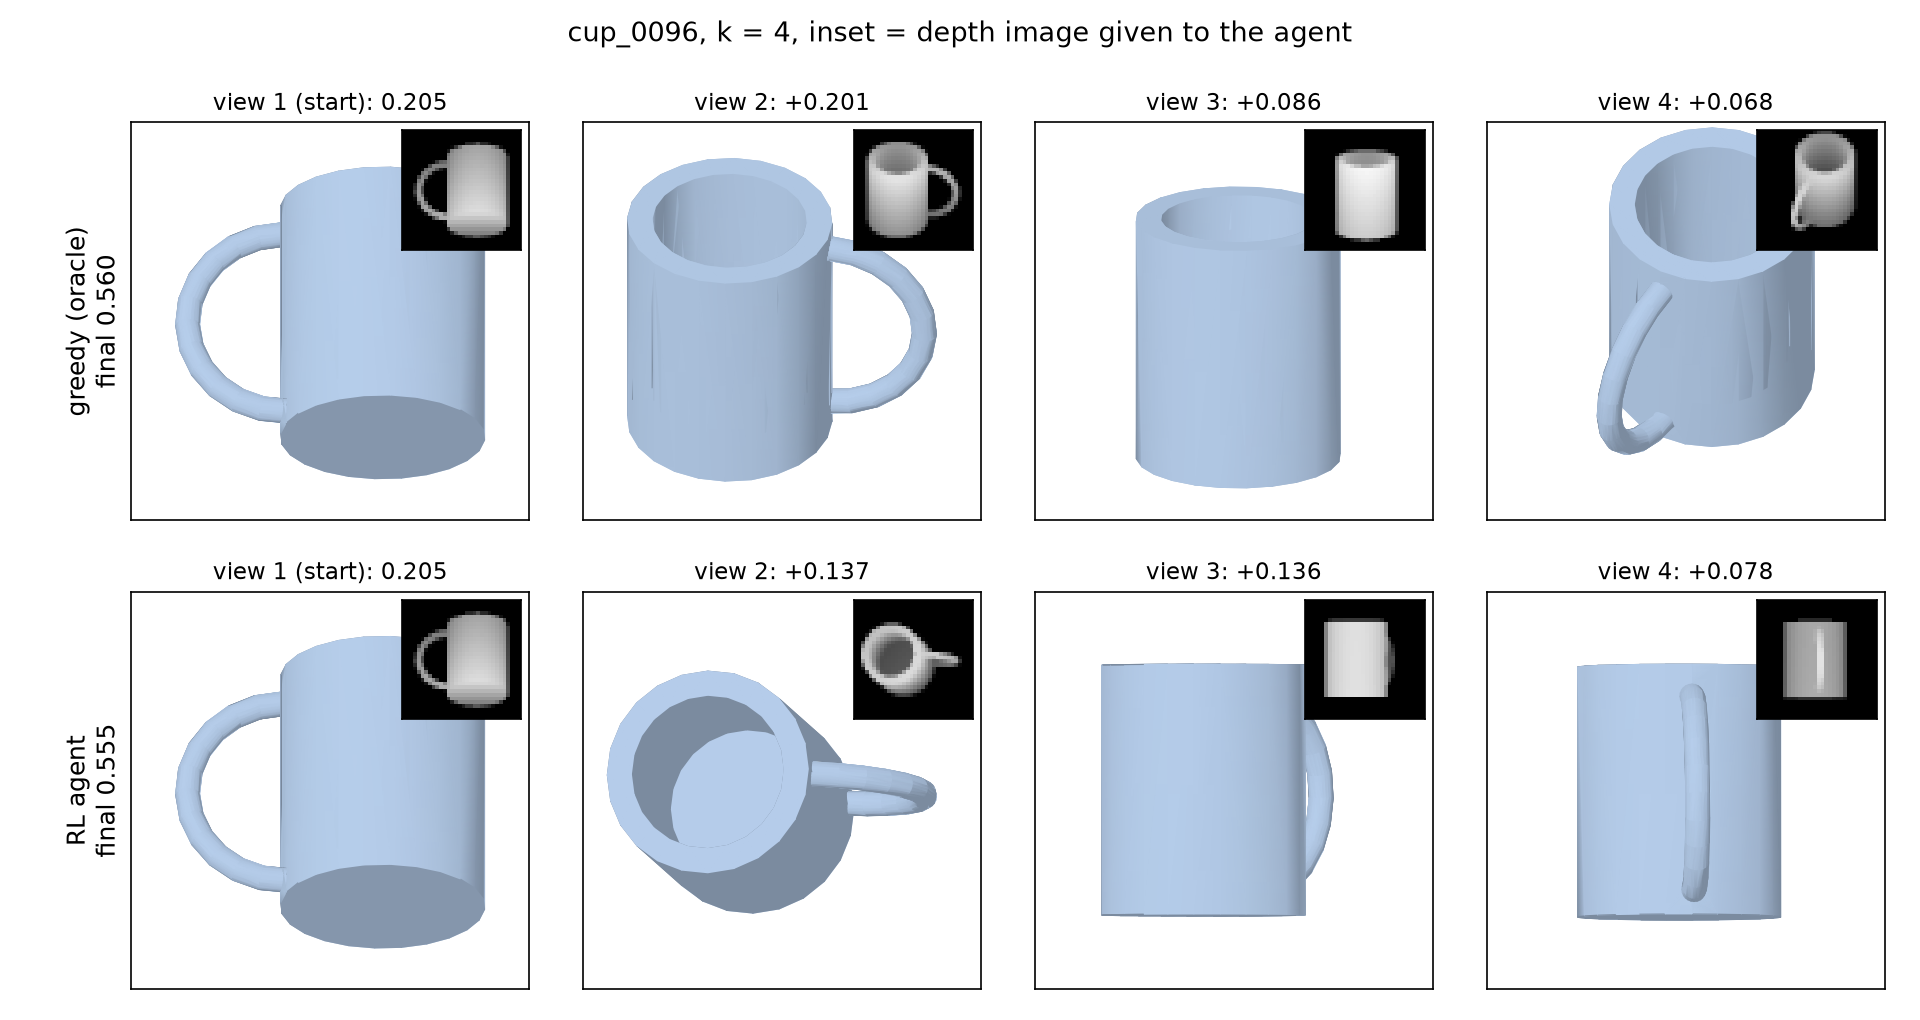 cup_0096, k = 4, inset = depth image given to the agent
greedy (oracle)
final 0.560
view 1 (start): 0.205
view 2: +0.201
view 3: +0.086
view 4: +0.068
RL agent
final 0.555
view 1 (start): 0.205
view 2: +0.137
view 3: +0.136
view 4: +0.078